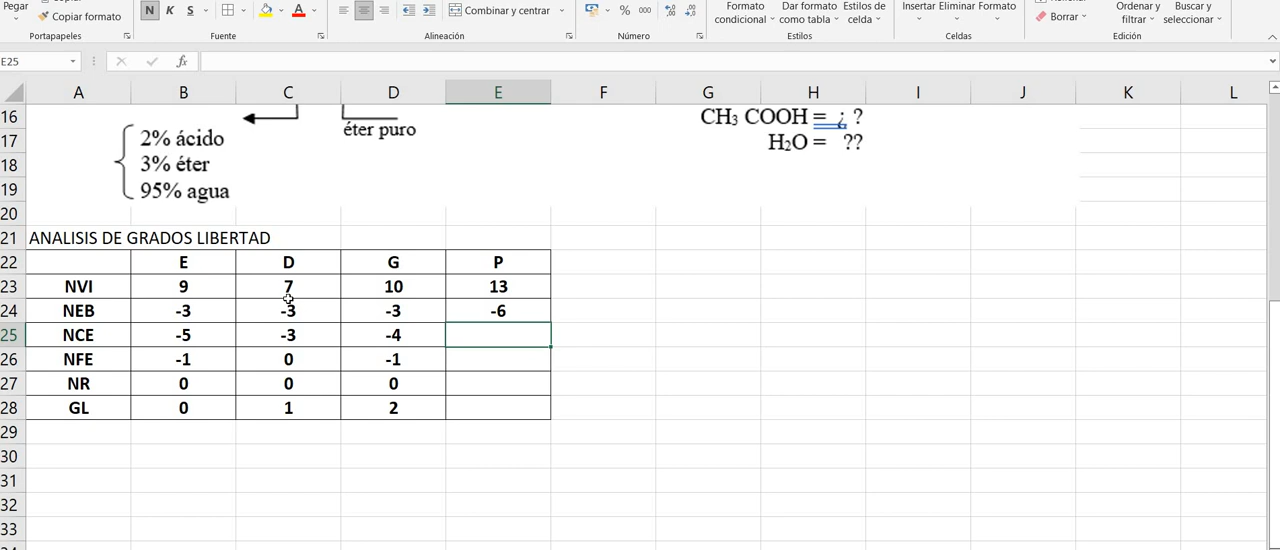 Pegar
Copiar formato
N K S
A
Combinar y centrar
% 000
Formato condicional
Dar formato como tabla
Estilos de celda
Insertar Eliminar Formato
Borrar
Ordenar y filtrar
Buscar y seleccionar
Portapapeles Fuente Alineación Número Estilos Celdas Edición
E25 fx
A B C D E F G H I J K L
16 CH₃ COOH = ¿ ?
éter puro
17 2% ácido H₂O = ??
18 3% éter
19 95% agua
20
21 ANALISIS DE GRADOS LIBERTAD
22 E D G P
23 NVI 9 7 10 13
24 NEB -3 -3 -3 -6
25 NCE -5 -3 -4
26 NFE -1 0 -1
27 NR 0 0 0
28 GL 0 1 2
29
30
31
32
33